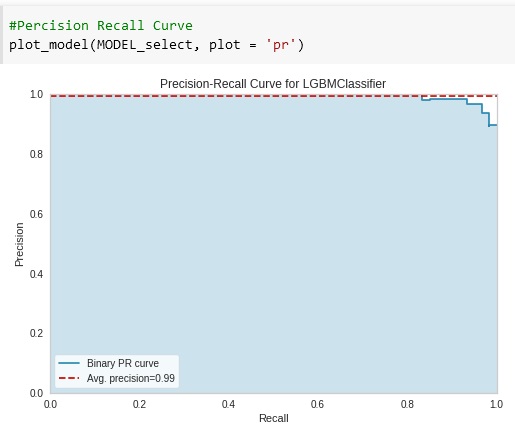 #Percision Recall Curve
plot_model(MODEL_select, plot = 'pr')
Precision-Recall Curve for LGBMClassifier
1.0
0.8
0.6
0.4
0.2
0.0
Precision
Binary PR curve
Avg. precision=0.99
0.0 0.2 0.4 0.6 0.8 1.0
Recall